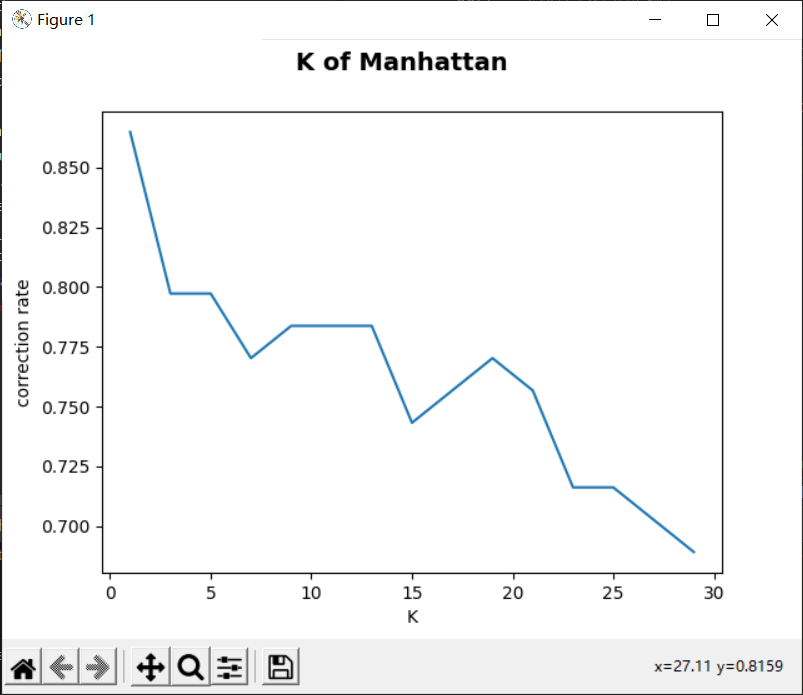 Figure 1
K of Manhattan
0.850
0.825
0.800
0.775
0.750
0.725
0.700
correction rate
0 5 10 15 20 25 30
K
x=27.11 y=0.8159